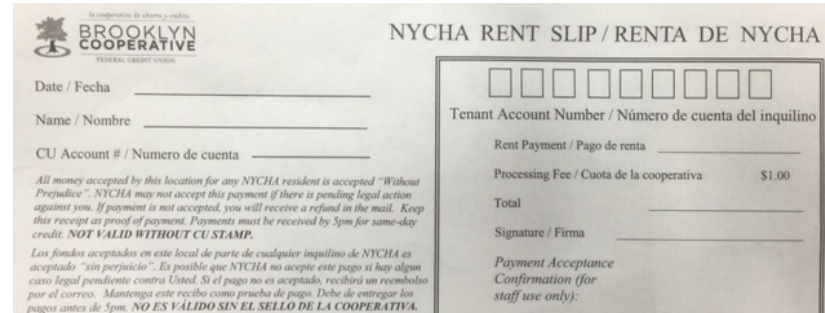 la cooperativa de ahorro y crédito
BROOKLYN
COOPERATIVE
FEDERAL CREDIT UNION
NYCHA RENT SLIP / RENTA DE NYCHA
Date / Fecha
Name / Nombre
CU Account # / Numero de cuenta
All money accepted by this location for any NYCHA resident is accepted "Without
Prejudice". NYCHA may not accept this payment if there is pending legal action
against you. If payment is not accepted, you will receive a refund in the mail. Keep
this receipt as proof of payment. Payments must be received by 5pm for same-day
credit. NOT VALID WITHOUT CU STAMP.
Los fondos aceptados en este local de parte de cualquier inquilino de NYCHA es
aceptado "sin perjuicio". Es posible que NYCHA no acepte este pago si hay algun
caso legal pendiente contra Usted. Si el pago no es aceptado, recibirá un reembolso
por el correo. Mantenga este recibo como prueba de pago. Debe de entregar los
pagos antes de 5pm. NO ES VÁLIDO SIN EL SELLO DE LA COOPERATIVA.
Tenant Account Number / Número de cuenta del inquilino
Rent Payment / Pago de renta
Processing Fee / Cuota de la cooperativa $1.00
Total
Signature / Firma
Payment Acceptance
Confirmation (for
staff use only):